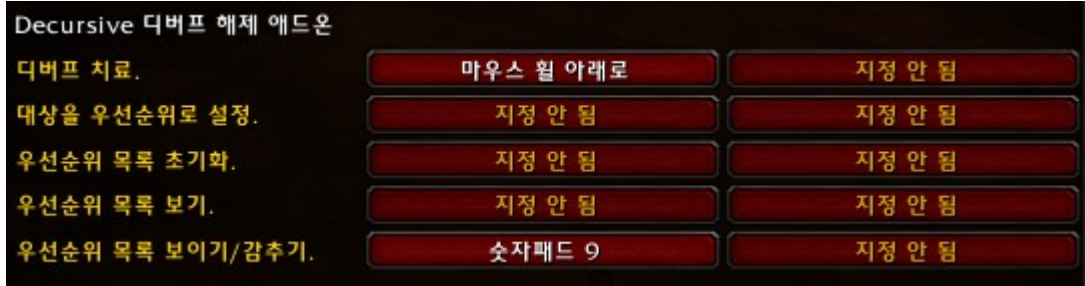 Decursive 디버프 해제 애드온
디버프 치료. 마우스 휠 아래로 지정 안 됨
대상을 우선순위로 설정. 지정 안 됨 지정 안 됨
우선순위 목록 초기화. 지정 안 됨 지정 안 됨
우선순위 목록 보기. 지정 안 됨 지정 안 됨
우선순위 목록 보이기/감추기. 숫자패드 9 지정 안 됨